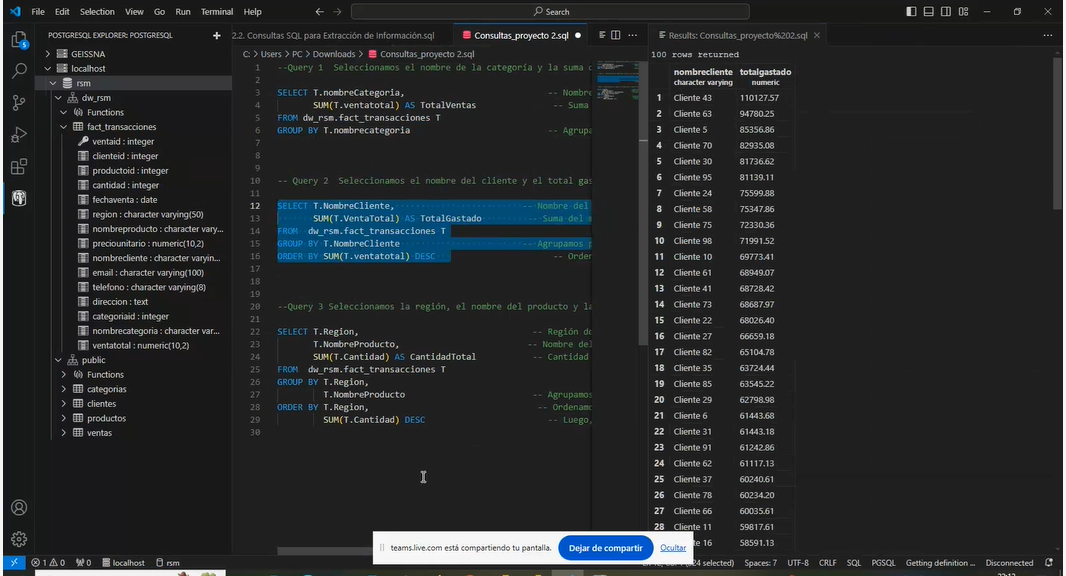 File Edit Selection View Go Run Terminal Help
Search
POSTGRESQL EXPLORER: POSTGRESQL
GEISSNA
localhost
rsm
dw_rsm
Functions
fact_transacciones
ventaid : integer
clienteid : integer
productoid : integer
cantidad : integer
fechaventa : date
region : character varying(50)
nombreproducto : character vary...
preciounitario : numeric(10,2)
nombrecliente : character varyin...
email : character varying(100)
telefono : character varying(8)
direccion : text
categoriaid : integer
nombrecategoria : character var...
ventatotal : numeric(10,2)
public
Functions
categorias
clientes
productos
ventas
2.2. Consultas SQL para Extracción de Información.sql
Consultas_proyecto 2.sql
C: > Users > PC > Downloads > Consultas_proyecto 2.sql
1 --Query 1 Seleccionamos el nombre de la categoría y la suma d
2
3 SELECT T.nombreCategoria, -- Nombre
4 SUM(T.ventatotal) AS TotalVentas -- Suma
5 FROM dw_rsm.fact_transacciones T
6 GROUP BY T.nombrecategoria -- Agrupa
7
8
9
10 -- Query 2 Seleccionamos el nombre del cliente y el total gas
11
12 SELECT T.NombreCliente, -- Nombre del
13 SUM(T.VentaTotal) AS TotalGastado -- Suma del m
14 FROM dw_rsm.fact_transacciones T
15 GROUP BY T.NombreCliente -- Agrupamos p
16 ORDER BY SUM(T.ventatotal) DESC -- Orden
17
18
19
20 --Query 3 Seleccionamos la región, el nombre del producto y la
21
22 SELECT T.Region, -- Región de
23 T.NombreProducto, -- Nombre del
24 SUM(T.Cantidad) AS CantidadTotal -- Cantidad
25 FROM dw_rsm.fact_transacciones T
26 GROUP BY T.Region,
27 T.NombreProducto -- Agrupamos
28 ORDER BY T.Region, -- Ordenamo
29 SUM(T.Cantidad) DESC -- Luego,
30
Results: Consultas_proyecto%202.sql
100 rows returned
nombrecliente totalgastado
character varying numeric
1 Cliente 43 110127.57
2 Cliente 63 94780.25
3 Cliente 5 85356.86
4 Cliente 70 82935.08
5 Cliente 30 81736.62
6 Cliente 95 81139.11
7 Cliente 24 75599.88
8 Cliente 58 75347.86
9 Cliente 75 72330.36
10 Cliente 98 71991.52
11 Cliente 10 69773.41
12 Cliente 61 68949.07
13 Cliente 41 68728.42
14 Cliente 73 68687.97
15 Cliente 22 68026.40
16 Cliente 27 66659.18
17 Cliente 82 65104.78
18 Cliente 35 63724.44
19 Cliente 85 63545.22
20 Cliente 29 62798.98
21 Cliente 6 61443.68
22 Cliente 31 61443.18
23 Cliente 91 61242.86
24 Cliente 62 61117.13
25 Cliente 37 60240.61
26 Cliente 78 60234.20
27 Cliente 66 60035.61
28 Cliente 11 59817.61
16 58591.13
teams.live.com está compartiendo tu pantalla. Dejar de compartir Ocultar
1 0 0 localhost rsm
selected) Spaces: 7 UTF-8 CRLF SQL PGSQL Getting definition ... Disconnected